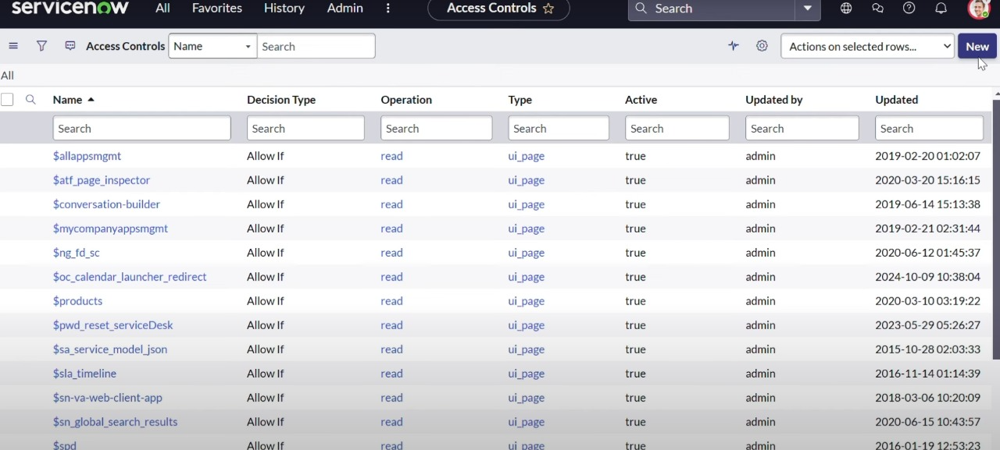 servicenow All Favorites History Admin Access Controls Search
Access Controls Name Search Actions on selected rows... New
All
Name Decision Type Operation Type Active Updated by Updated
Search Search Search Search Search Search Search
$allappsmgmt Allow If read ui_page true admin 2019-02-20 01:02:07
$atf_page_inspector Allow If read ui_page true admin 2020-03-20 15:16:15
$conversation-builder Allow If read ui_page true admin 2019-06-14 15:13:38
$mycompanyappsmgmt Allow If read ui_page true admin 2019-02-21 02:31:44
$ng_fd_sc Allow If read ui_page true admin 2020-06-12 01:45:37
$oc_calendar_launcher_redirect Allow If read ui_page true admin 2024-10-09 10:38:04
$products Allow If read ui_page true admin 2020-03-10 03:19:22
$pwd_reset_serviceDesk Allow If read ui_page true admin 2023-05-29 05:26:27
$sa_service_model_json Allow If read ui_page true admin 2015-10-28 02:03:33
$sla_timeline Allow If read ui_page true admin 2016-11-14 01:14:39
$sn-va-web-client-app Allow If read ui_page true admin 2018-03-06 10:20:09
$sn_global_search_results Allow If read ui_page true admin 2020-06-15 10:43:57
$spd Allow If read ui_page true admin 2016-01-19 12:53:23